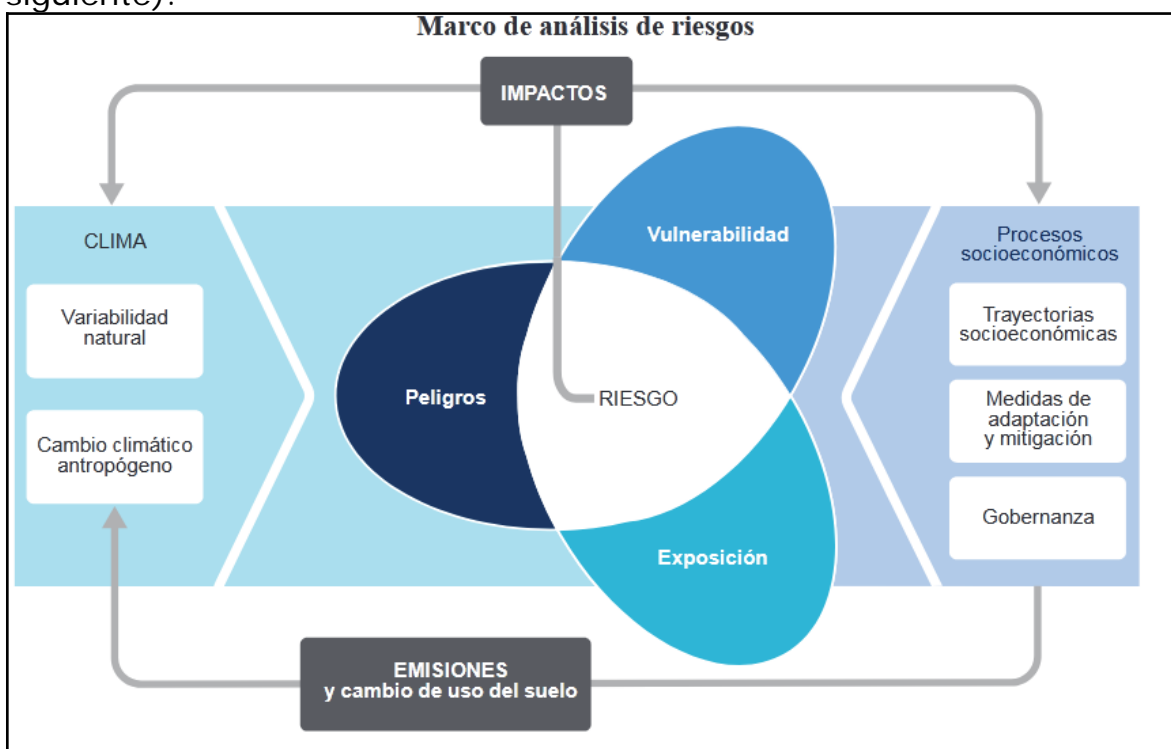 siguiente):
Marco de análisis de riesgos
IMPACTOS
CLIMA
Variabilidad
natural
Cambio climático
antropógeno
Vulnerabilidad
Peligros
RIESGO
Exposición
Procesos
socioeconómicos
Trayectorias
socioeconómicas
Medidas de
adaptación
y mitigación
Gobernanza
EMISIONES
y cambio de uso del suelo